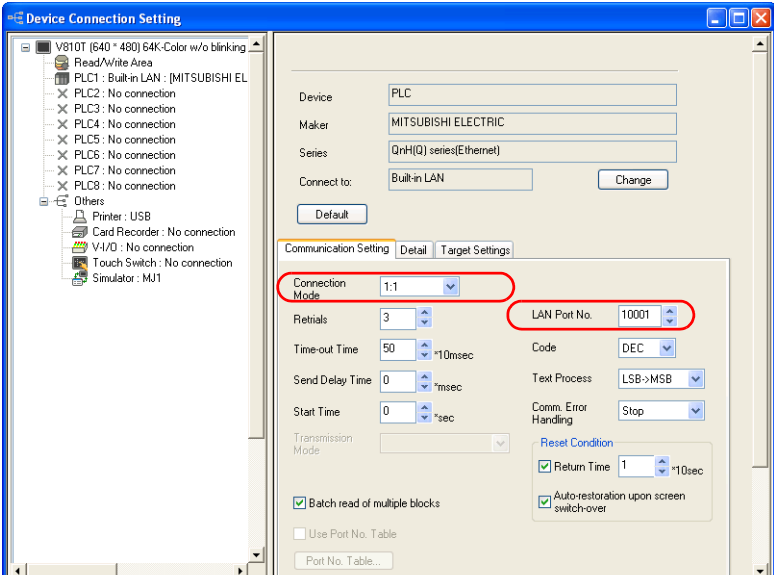 Device Connection Setting
V810T (640 * 480) 64K-Color w/o blinking
Read/Write Area
PLC1 : Built-in LAN : [MITSUBISHI EL
PLC2 : No connection
PLC3 : No connection
PLC4 : No connection
PLC5 : No connection
PLC6 : No connection
PLC7 : No connection
PLC8 : No connection
Others
Printer : USB
Card Recorder : No connection
V-I/O : No connection
Touch Switch : No connection
Simulator : MJ1
Device PLC
Maker MITSUBISHI ELECTRIC
Series QnH(Q) series(Ethernet)
Connect to: Built-in LAN Change
Default
Communication Setting Detail Target Settings
Connection Mode 1:1
Retrials 3
Time-out Time 50 *10msec
Send Delay Time 0 *msec
Start Time 0 *sec
Transmission Mode
Batch read of multiple blocks
Use Port No. Table
Port No. Table...
LAN Port No. 10001
Code DEC
Text Process LSB->MSB
Comm. Error Handling Stop
Reset Condition
Return Time 1 *10sec
Auto-restoration upon screen
switch-over